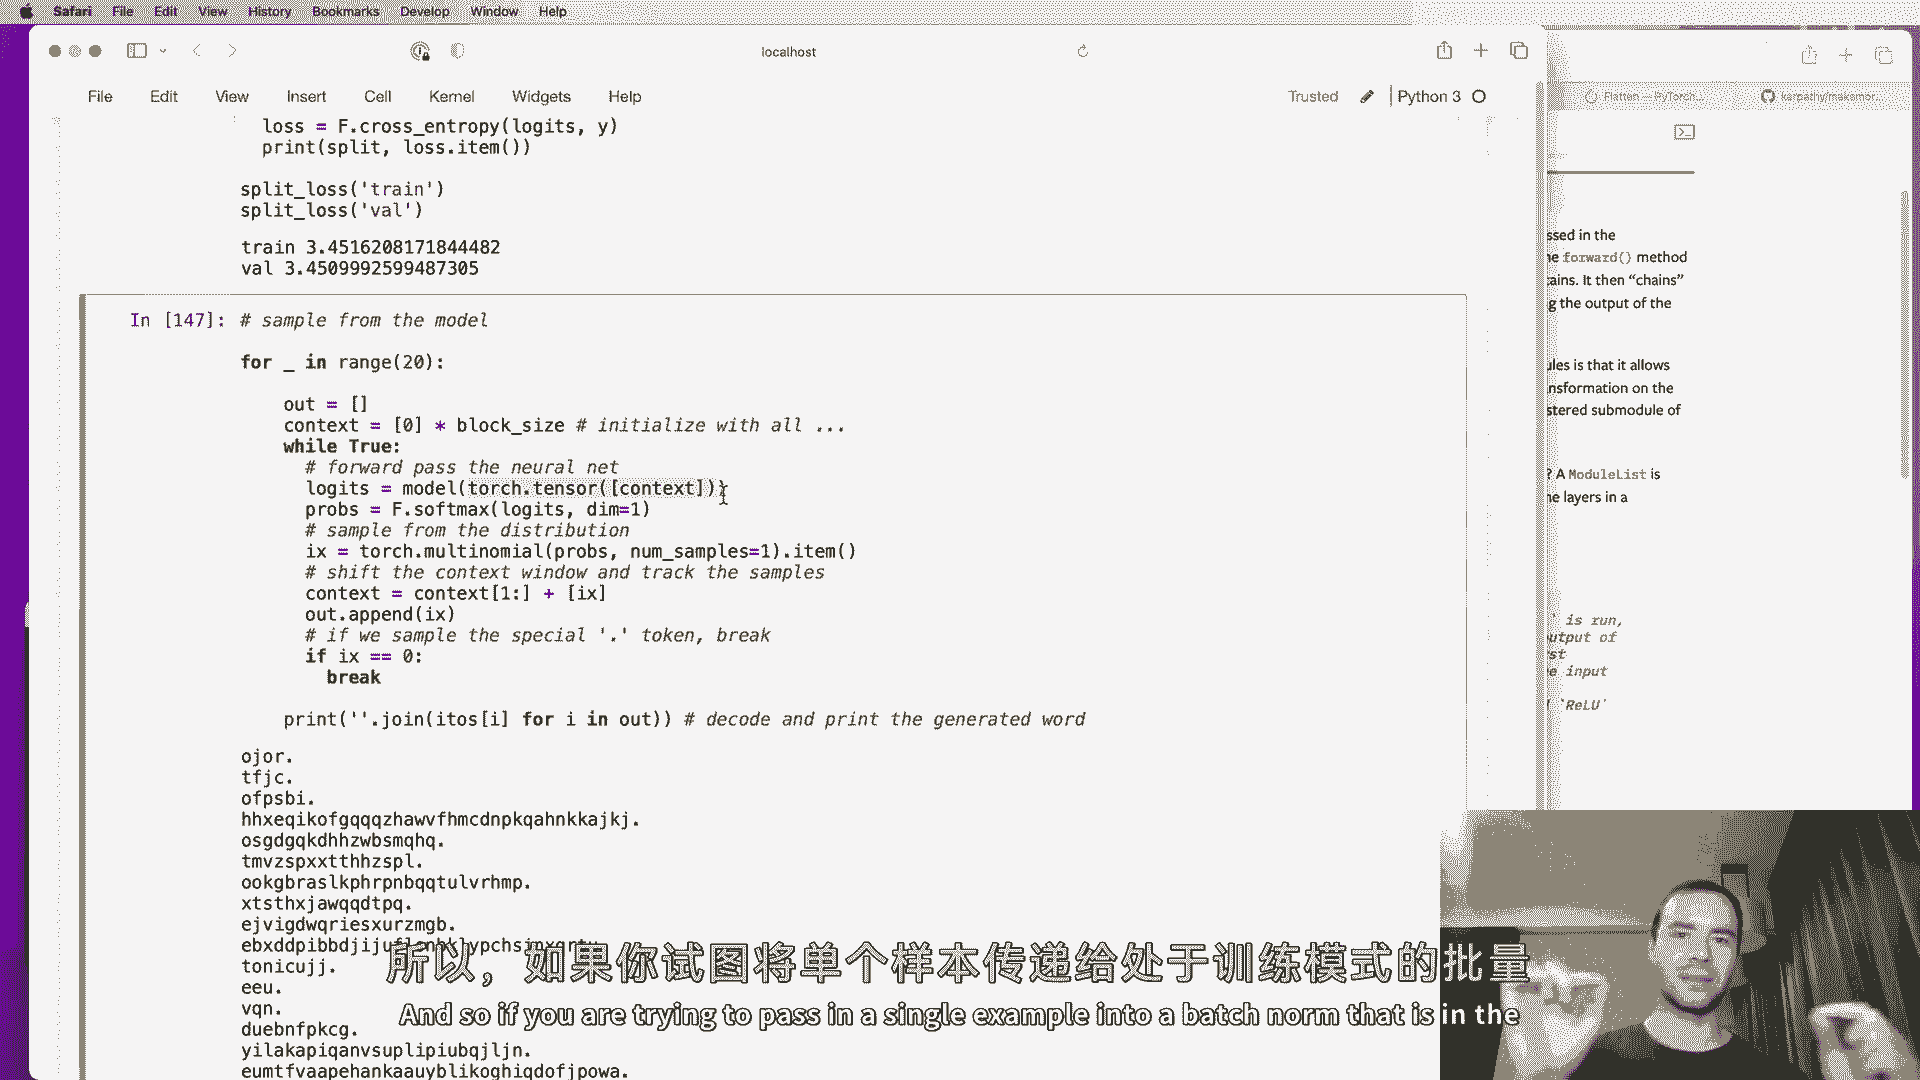 Safari File Edit View History Bookmarks Develop Window Help
localhost
File Edit View Insert Cell Kernel Widgets Help Trusted Python 3
Flatten — PyTorch...
karpathy/makemor...
loss = F.cross_entropy(logits, y)
print(split, loss.item())
split_loss('train')
split_loss('val')
train 3.4516208171844482
val 3.4509992599487305
In [147]: # sample from the model
for _ in range(20):
out = []
context = [0] * block_size # initialize with all ...
while True:
# forward pass the neural net
logits = model(torch.tensor([context]))
probs = F.softmax(logits, dim=1)
# sample from the distribution
ix = torch.multinomial(probs, num_samples=1).item()
# shift the context window and track the samples
context = context[1:] + [ix]
out.append(ix)
# if we sample the special '.' token, break
if ix == 0:
break
print(''.join(itos[i] for i in out)) # decode and print the generated word
ojor.
tfjc.
ofpsbi.
hhxeqikofgqqqzhawvfhmcdnpkqahnkkajkj.
osgdgqkdhhzwbsmqhq.
tmvzspxxtthhzspl.
ookgbraslkphrpnbqqtulvrhmp.
xtsthxjawqqdtpq.
ejvigdwqriesxurzmgb.
tonicujj.
eeu.
vqn.
duebnfpkcg.
yilakapiqanvsuplipiubqjljn.
eumtfvaapehankaauyblikoghiqdofjpowa.
ssed in the
forward() method
ains. It then “chains”
g the output of the
ules is that it allows
nsformation on the
stered submodule of
? A ModuleList is
he layers in a
' is run,
utput of
st
e input
`ReLU`
所以，如果你试图将单个样本传递给处于训练模式的批量
And so if you are trying to pass in a single example into a batch norm that is in the